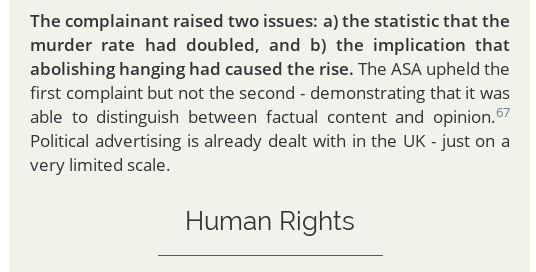 The complainant raised two issues: a) the statistic that the
murder rate had doubled, and b) the implication that
abolishing hanging had caused the rise. The ASA upheld the
first complaint but not the second - demonstrating that it was
able to distinguish between factual content and opinion.67
Political advertising is already dealt with in the UK - just on a
very limited scale.
Human Rights